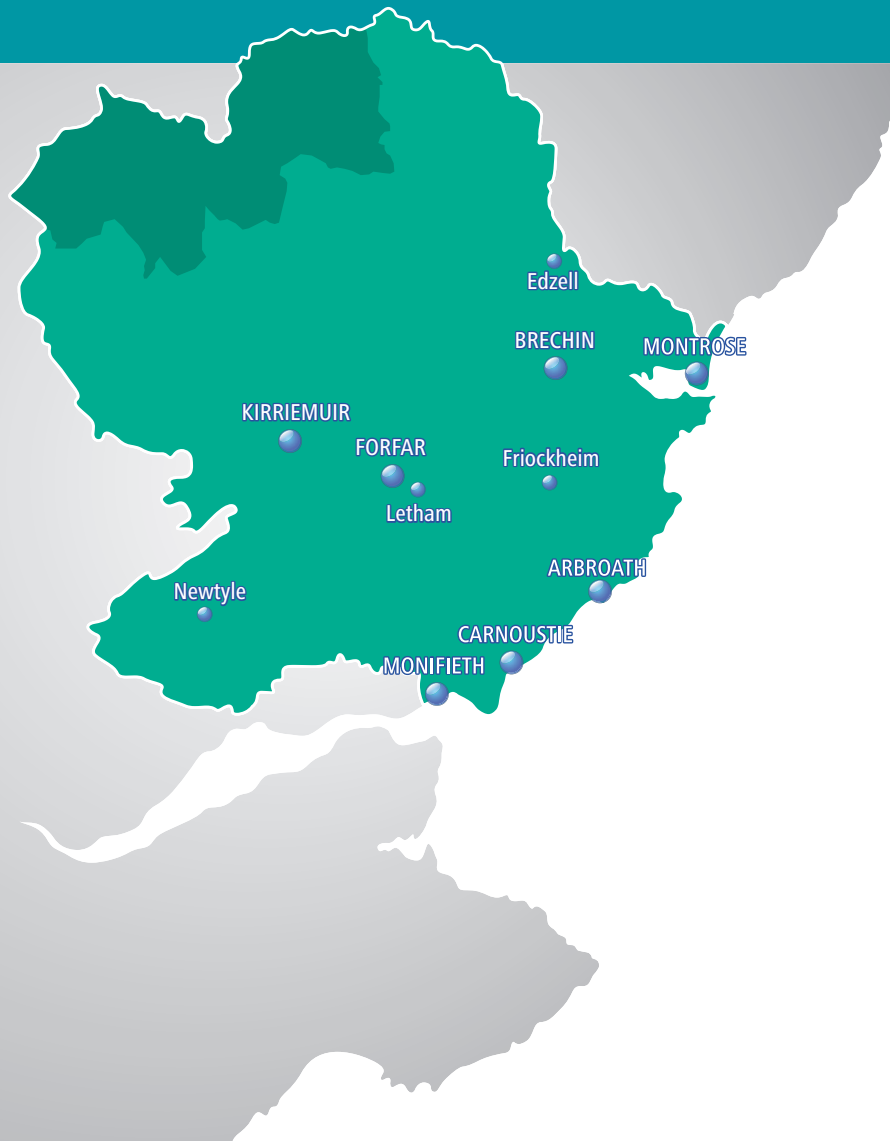 Edzell
BRECHIN
MONTROSE
KIRRIEMUIR
FORFAR
Friockheim
Letham
ARBROATH
Newtyle
CARNOUSTIE
MONIFIETH